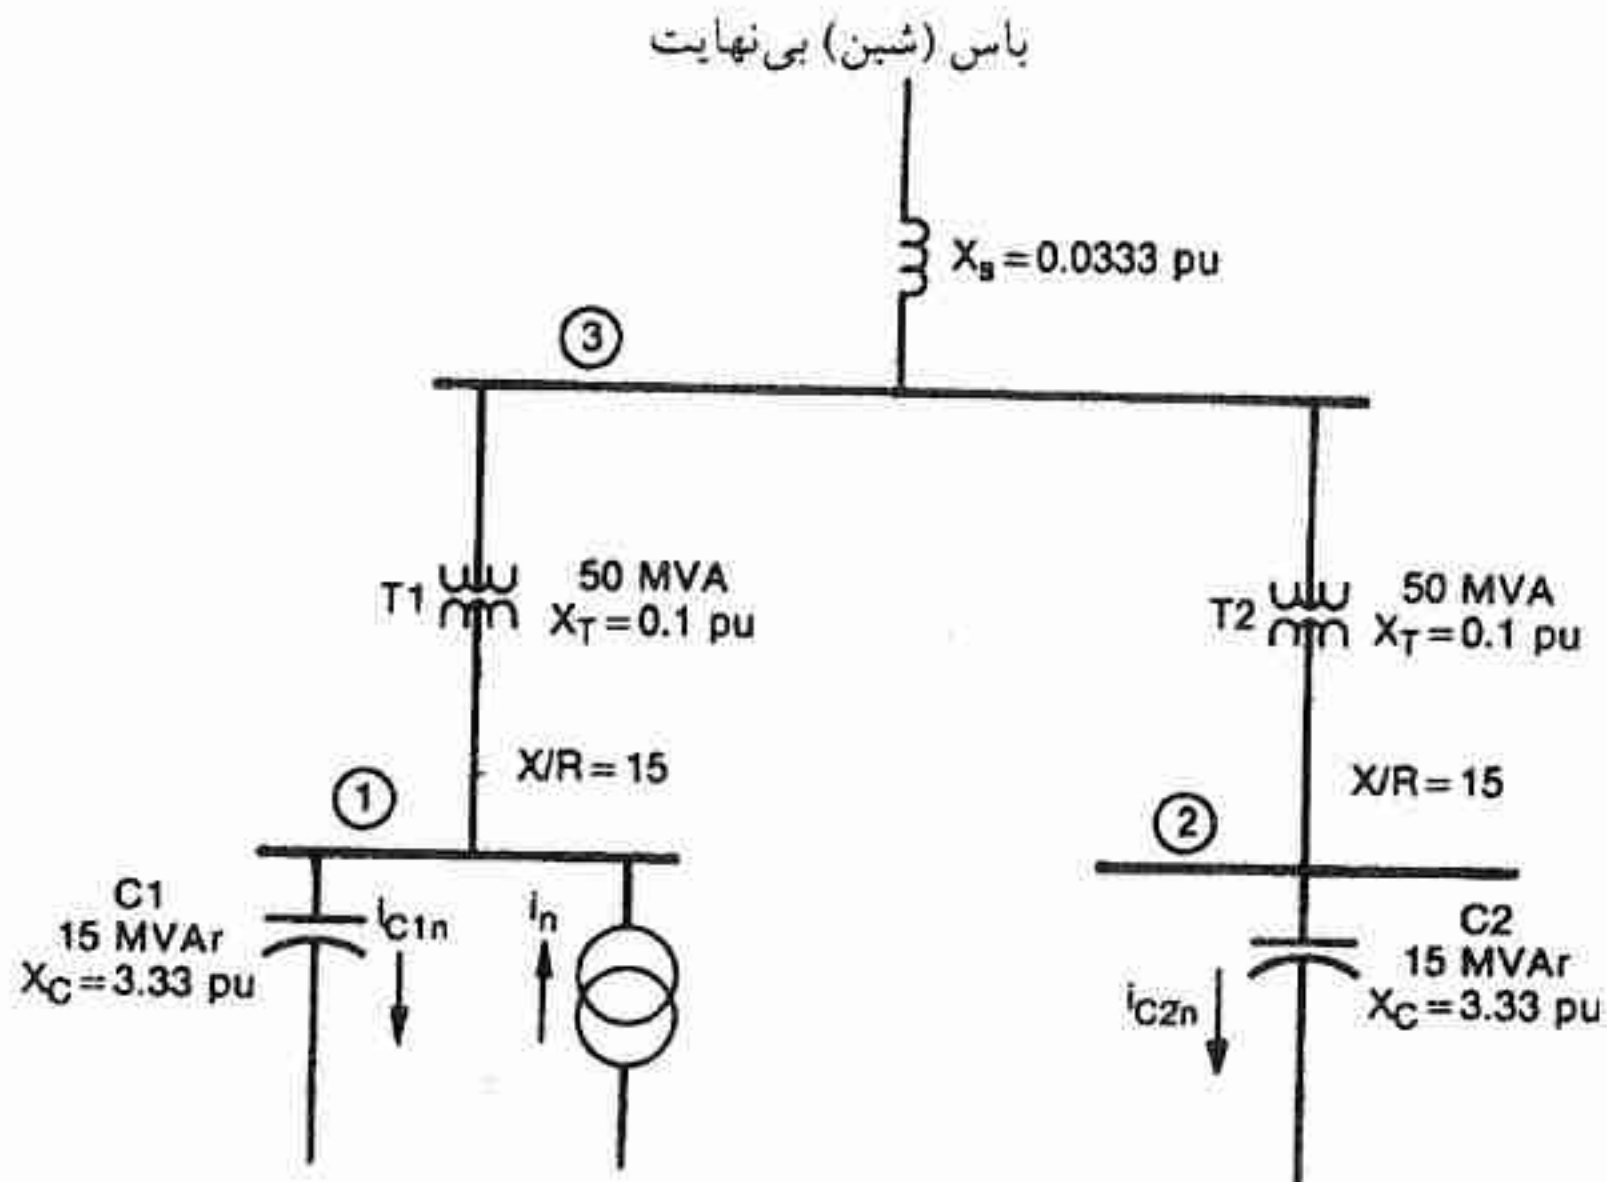 باس (شین) بی‌نهایت
Xs = 0.0333 pu
3
T1
50 MVA
XT = 0.1 pu
T2
50 MVA
XT = 0.1 pu
X/R = 15
X/R = 15
1
2
C1
15 MVAr
XC = 3.33 pu
iC1n
in
iC2n
C2
15 MVAr
XC = 3.33 pu